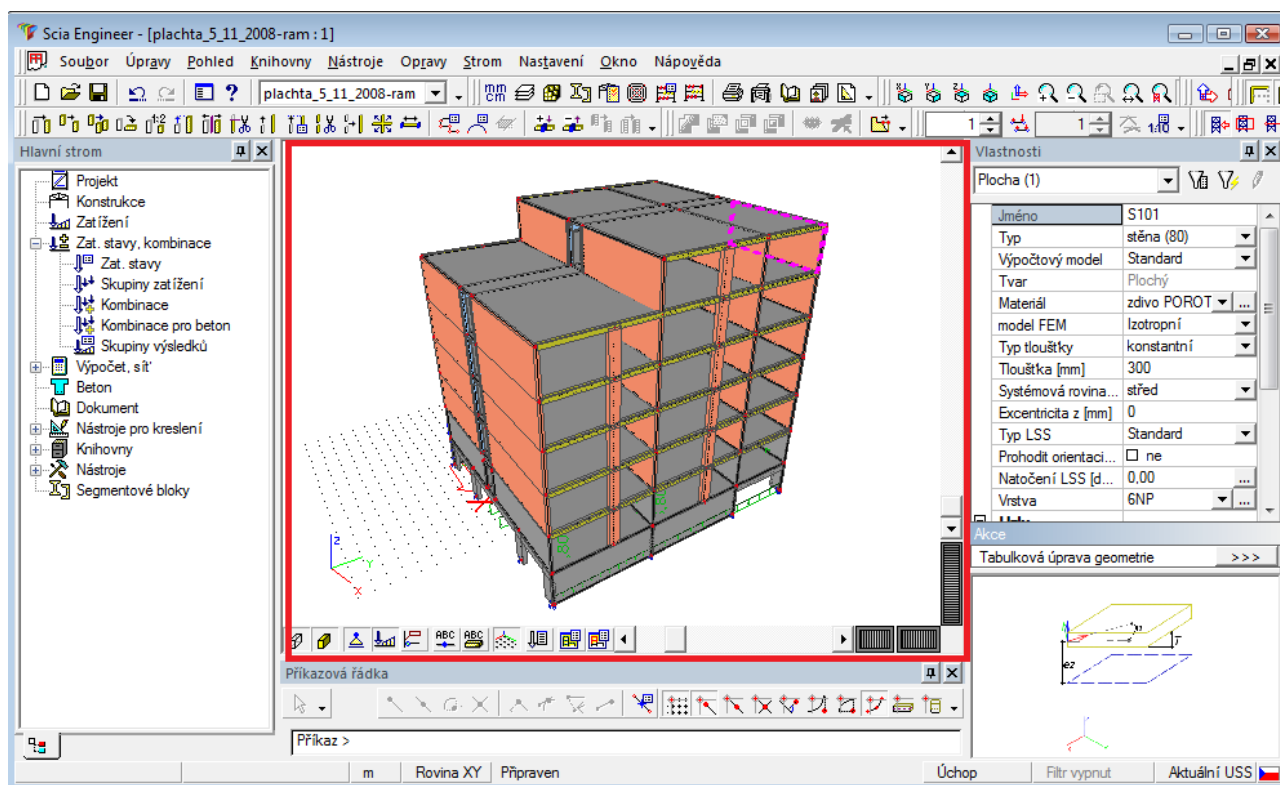 Scia Engineer - [plachta_5_11_2008-ram : 1]
Soubor Úpravy Pohled Knihovny Nástroje Opravy Strom Nastavení Okno Nápověda
plachta_5_11_2008-ram
1 1
Hlavní strom
Projekt
Konstrukce
Zatížení
Zat. stavy, kombinace
Zat. stavy
Skupiny zatížení
Kombinace
Kombinace pro beton
Skupiny výsledků
Výpočet, síť
Beton
Dokument
Nástroje pro kreslení
Knihovny
Nástroje
Segmentové bloky
z
y
x
ABC ABC
Příkazová řádka
Příkaz >
Vlastnosti
Plocha (1)
Jméno S101
Typ stěna (80)
Výpočtový model Standard
Tvar Plochý
Materiál zdivo POROT ...
model FEM Izotropní
Typ tloušťky konstantní
Tloušťka [mm] 300
Systémová rovina... střed
Excentricita z [mm] 0
Typ LSS Standard
Prohodit orientaci... ne
Natočení LSS [d... 0,00 ...
Vrstva 6NP ...
Akce
Tabulková úprava geometrie >>>
ez
m Rovina XY Připraven Úchop Filtr vypnut Aktuální USS